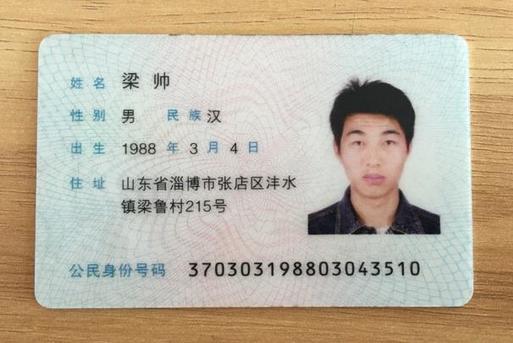 姓名 梁帅
性别 男 民族 汉
出生 1988 年 3 月 4 日
住址 山东省淄博市张店区沣水
镇梁鲁村215号
公民身份号码 370303198803043510